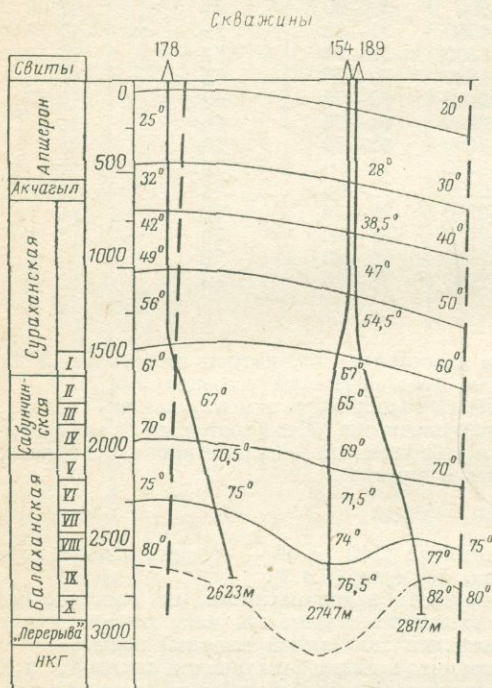 Скважины
178 154 189
Свиты
Апшерон
Акчагыл
Сураханская
Сабунчин-
ская
Балаханская
„Перерыва"
НКГ
I
II
III
IV
V
VI
VII
VIII
IX
X
0
500
1000
1500
2000
2500
3000
25° 20°
32° 28° 30°
42° 38,5° 40°
49° 47° 50°
56° 54,5°
61° 67° 60°
67° 65°
70° 70,5° 69° 70°
75° 75° 71,5°
80° 74° 77° 75°
76,5° 82° 80°
2623м 2747м 2817м